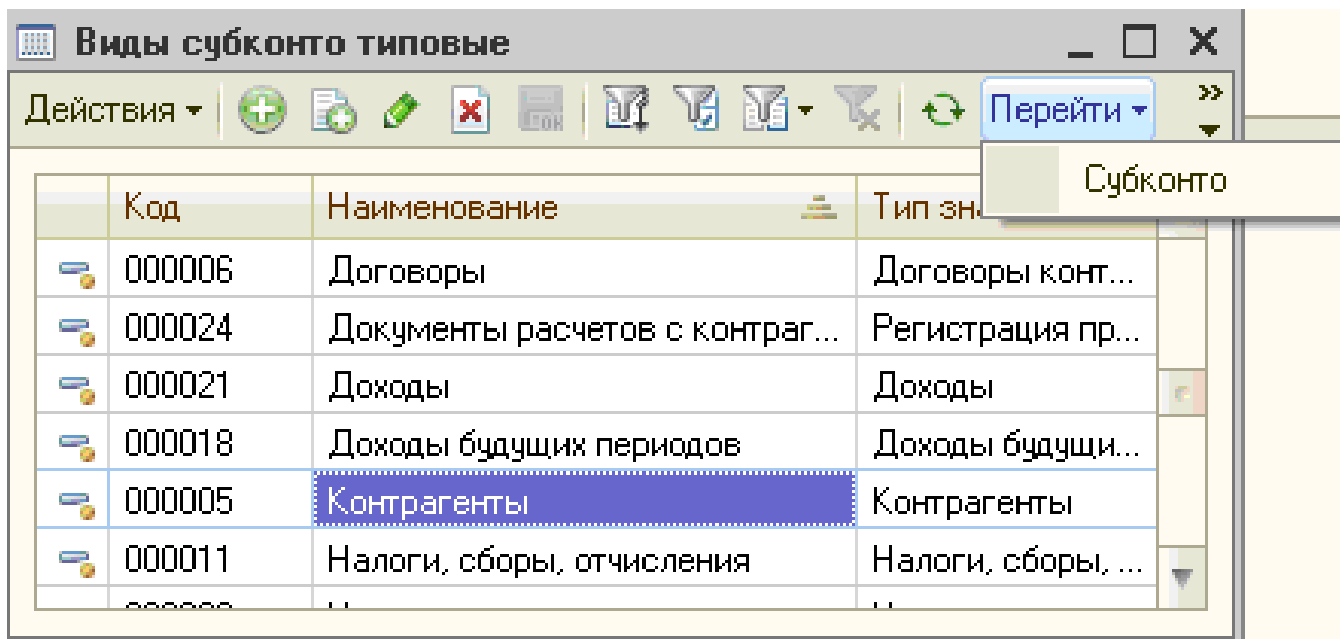 Виды субконто типовые
Действия Перейти
Субконто
Код Наименование Тип зн
000006 Договоры Договоры конт...
000024 Документы расчетов с контраг... Регистрация пр...
000021 Доходы Доходы
000018 Доходы будущих периодов Доходы будущи...
000005 Контрагенты Контрагенты
000011 Налоги, сборы, отчисления Налоги, сборы, ...